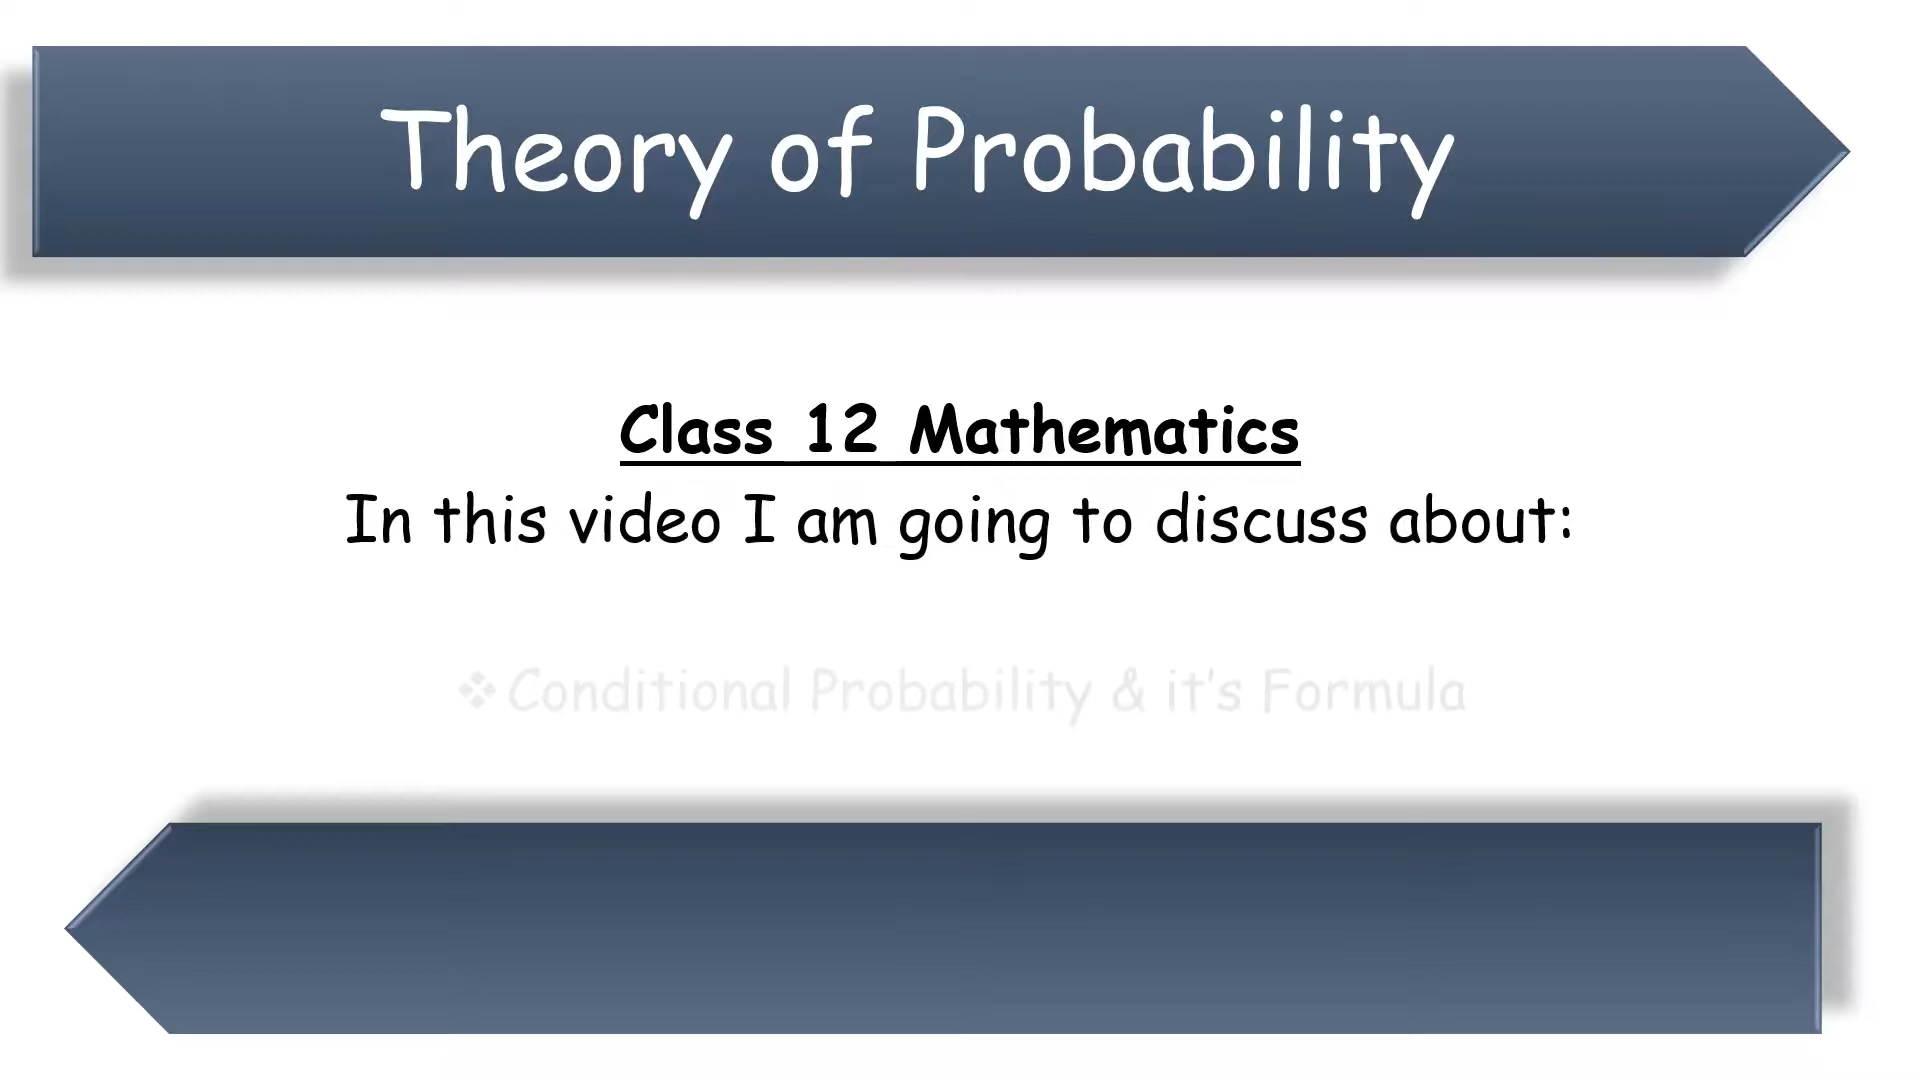 Theory of Probability
Class 12 Mathematics
In this video I am going to discuss about:
❖Conditional Probability & it's Formula